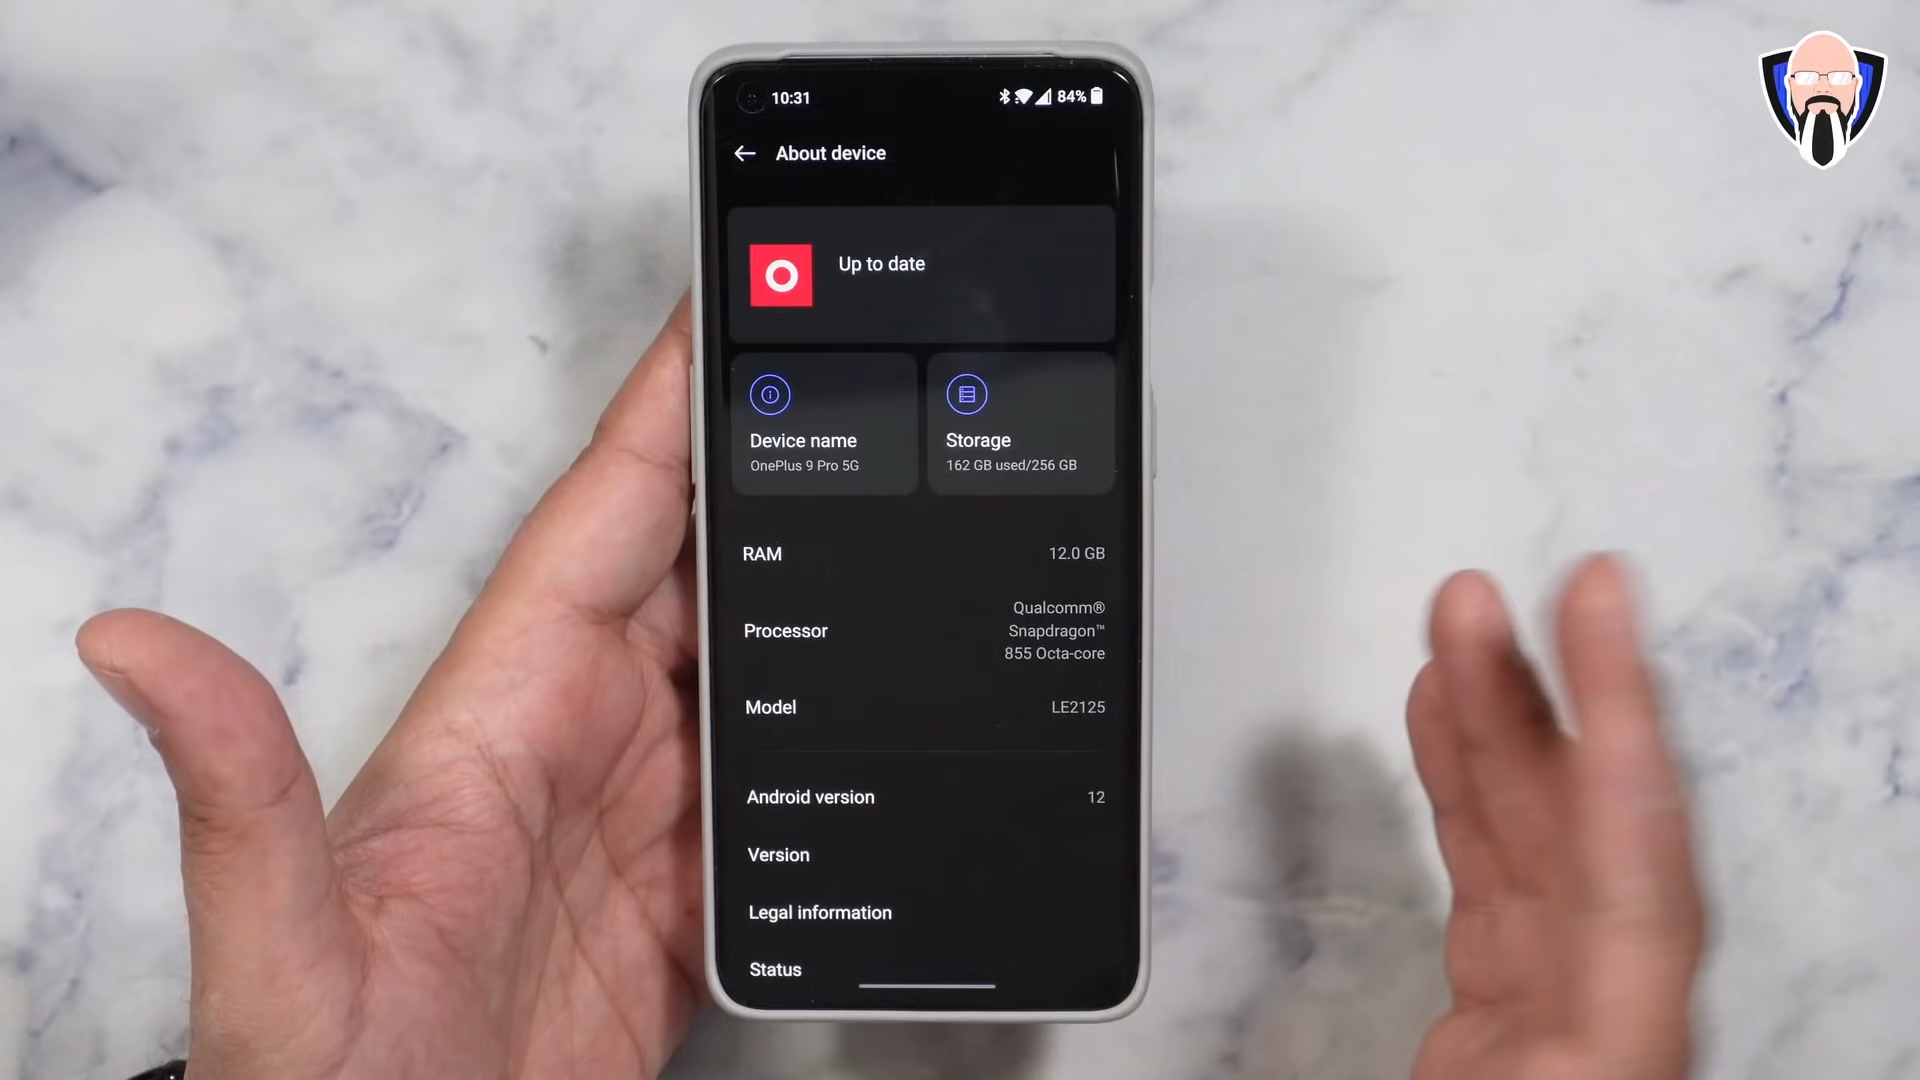 10:31
84%
About device
Up to date
Device name
OnePlus 9 Pro 5G
Storage
162 GB used/256 GB
RAM
12.0 GB
Processor
Qualcomm®
Snapdragon™
855 Octa-core
Model
LE2125
Android version
12
Version
Legal information
Status